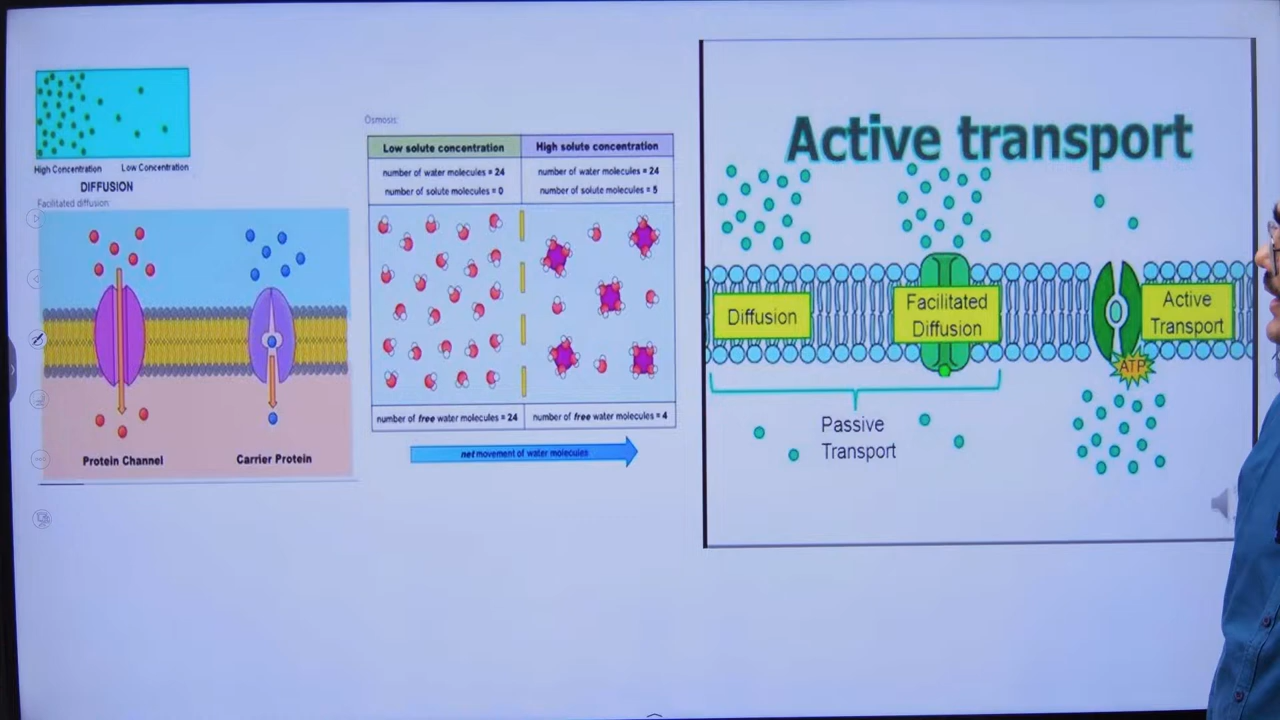 High Concentration
Low Concentration
DIFFUSION
Facilitated diffusion:
Protein Channel
Carrier Protein
Osmosis:
Low solute concentration
High solute concentration
number of water molecules = 24
number of solute molecules = 0
number of water molecules = 24
number of solute molecules = 5
number of free water molecules = 24
number of free water molecules = 4
net movement of water molecules
Active transport
Diffusion
Facilitated
Diffusion
Active
Transport
ATP
Passive
Transport